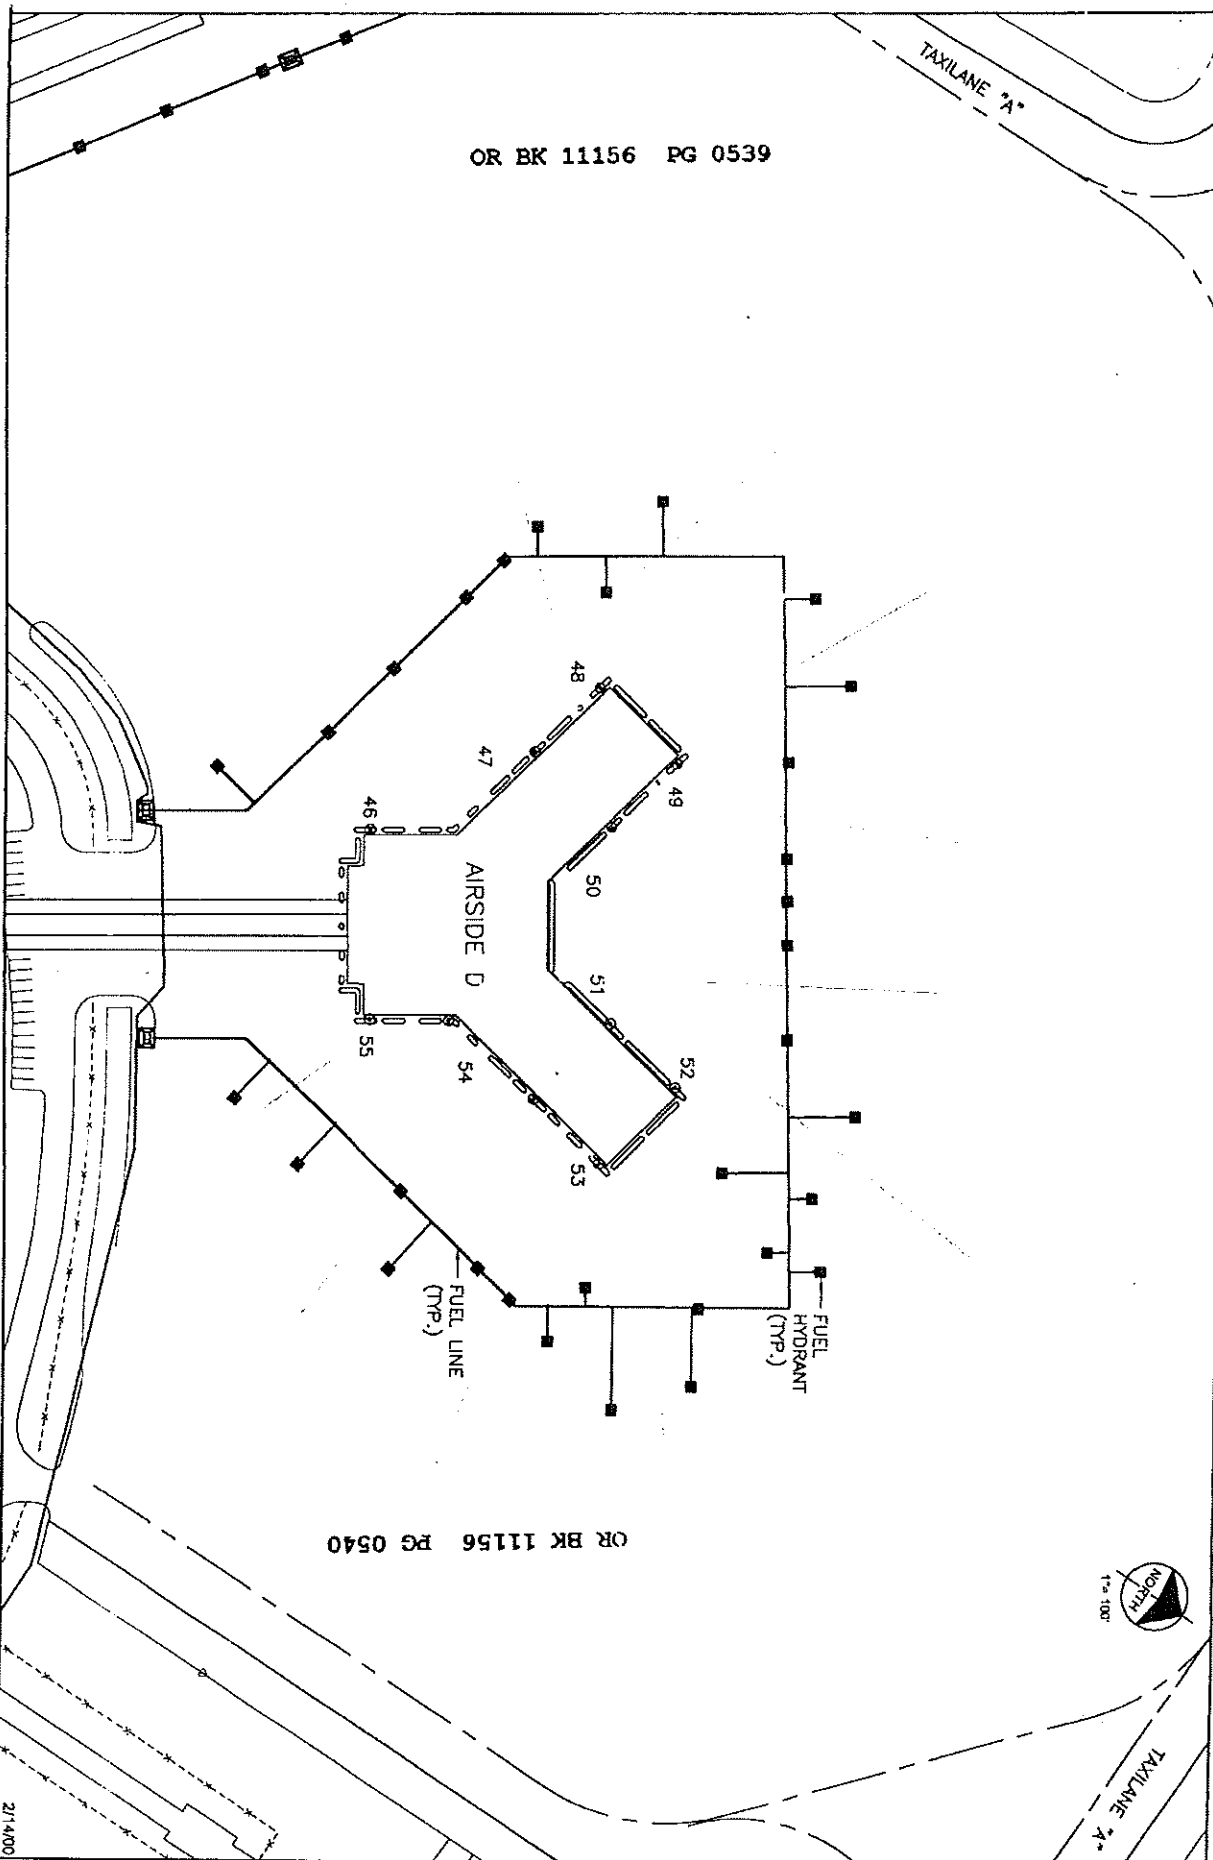 TAXILANE "A"
OR BK 11156 PG 0539
48
47
49
46
50
AIRSIDE D
51
52
55
54
53
FUEL LINE
(TYP.)
FUEL
HYDRANT
(TYP.)
OR BK 11156 PG 0540
NORTH
1"= 100'
TAXILANE "A"
2/14/00